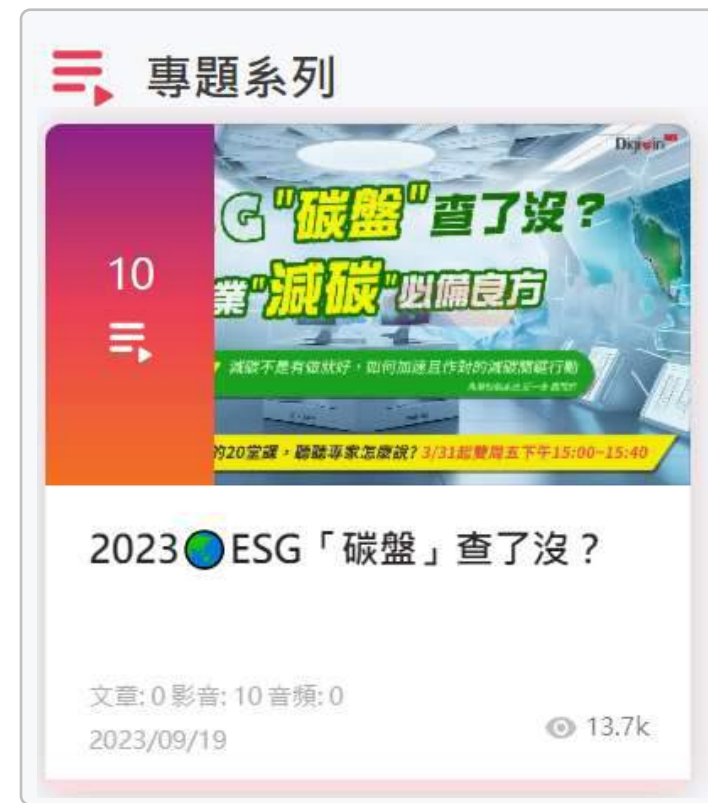 專題系列
Digiwin
10
G"碳盤"查了沒?
業"減碳"必備良方
減碳不是有做就好,如何加速且作對的減碳關鍵行動
的20堂課,聽聽專家怎麼說? 3/31起雙周五下午15:00~15:40
2023🌏ESG「碳盤」查了沒?
文章: 0 影音: 10 音頻: 0
2023/09/19
13.7k